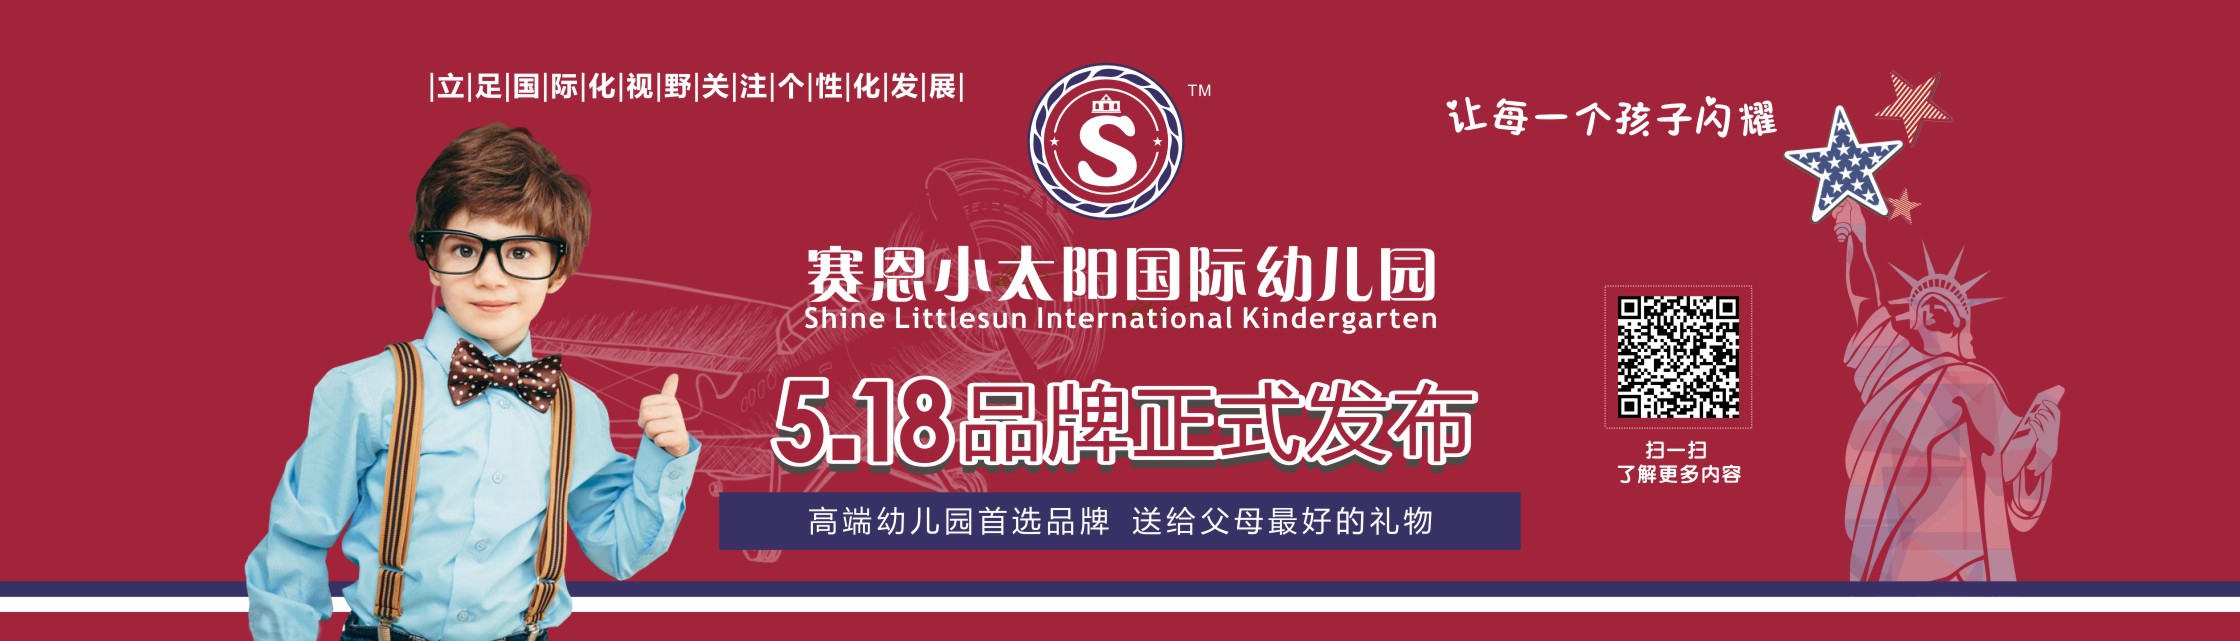 |立|足|国|际|化|视|野|关|注|个|性|化|发|展|
S
TM
让每一个孩子闪耀
赛恩小太阳国际幼儿园
Shine Littlesun International Kindergarten
5.18品牌正式发布
高端幼儿园首选品牌 送给父母最好的礼物
扫一扫
了解更多内容